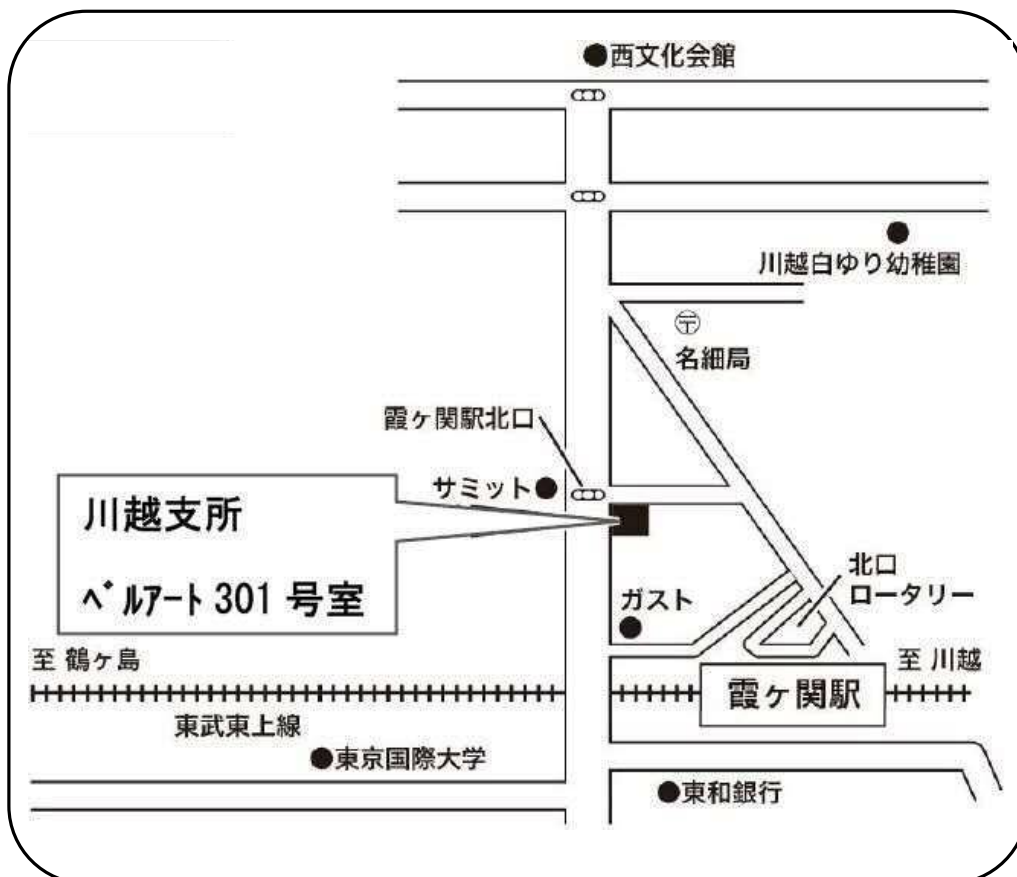 西文化会館
川越白ゆり幼稚園
〒
名細局
霞ヶ関駅北口
サミット
川越支所
ﾍﾞﾙｱｰﾄ 301 号室
ガスト
北口
ロータリー
至 鶴ヶ島
至 川越
霞ヶ関駅
東武東上線
東京国際大学
東和銀行